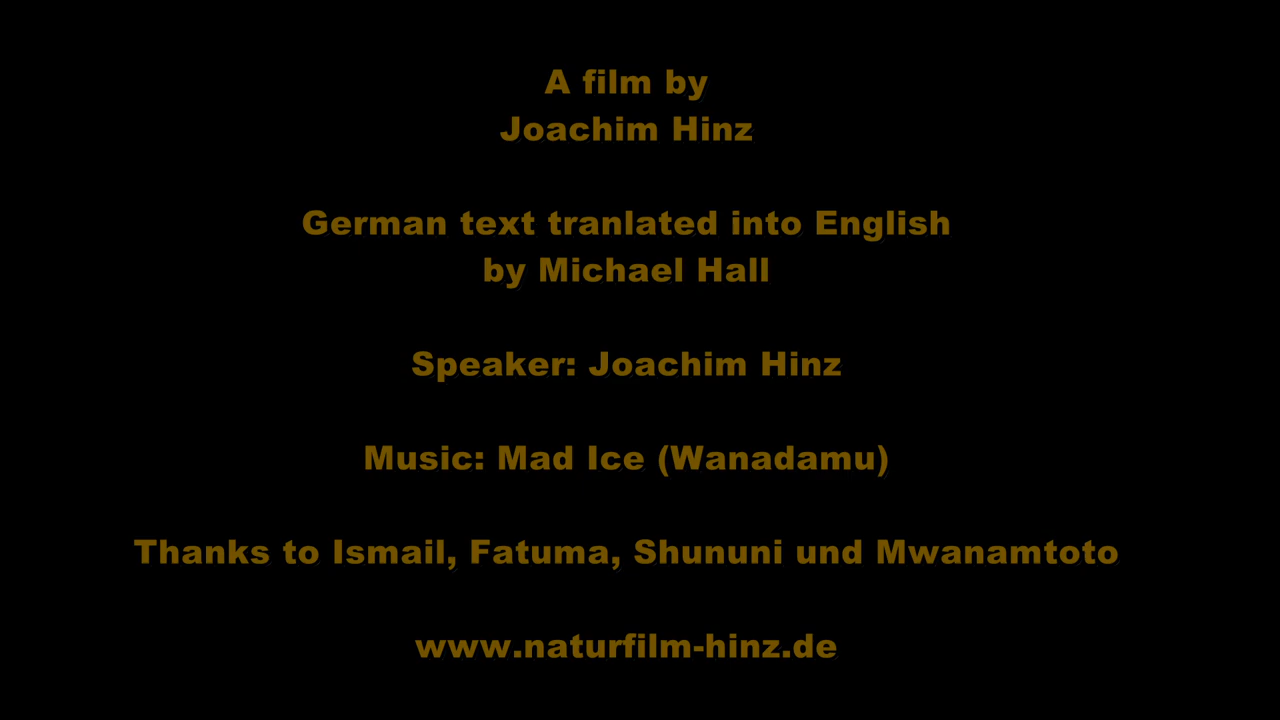 A film by
Joachim Hinz
German text tranlated into English
by Michael Hall
Speaker: Joachim Hinz
Music: Mad Ice (Wanadamu)
Thanks to Ismail, Fatuma, Shununi und Mwanamtoto
www.naturfilm-hinz.de